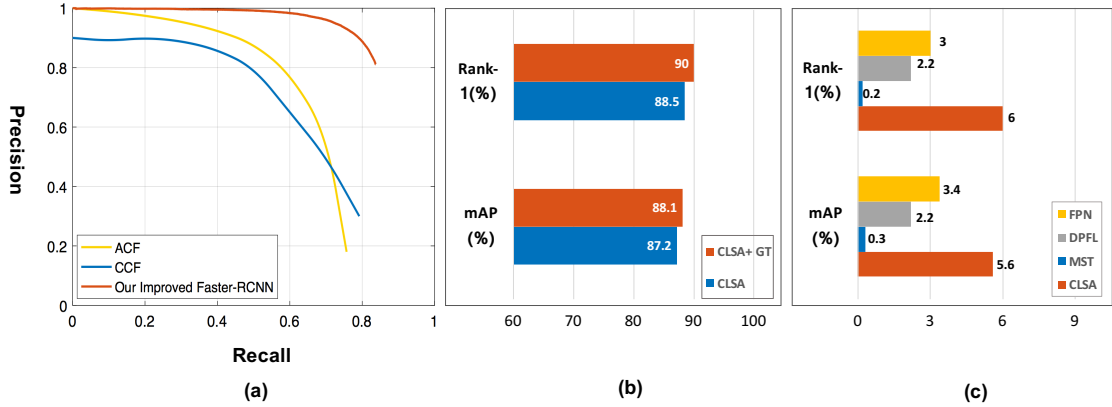 1
0.8
0.6
0.4
0.2
0
0
0.2
0.4
0.6
0.8
1
Precision
Recall
ACF
CCF
Our Improved Faster-RCNN
(a)
Rank-
1(%)
90
88.5
mAP
(%)
88.1
87.2
CLSA+ GT
CLSA
60
70
80
90
100
(b)
Rank-
1(%)
3
2.2
0.2
6
mAP
(%)
3.4
2.2
0.3
5.6
FPN
DPFL
MST
CLSA
0
3
6
9
(c)